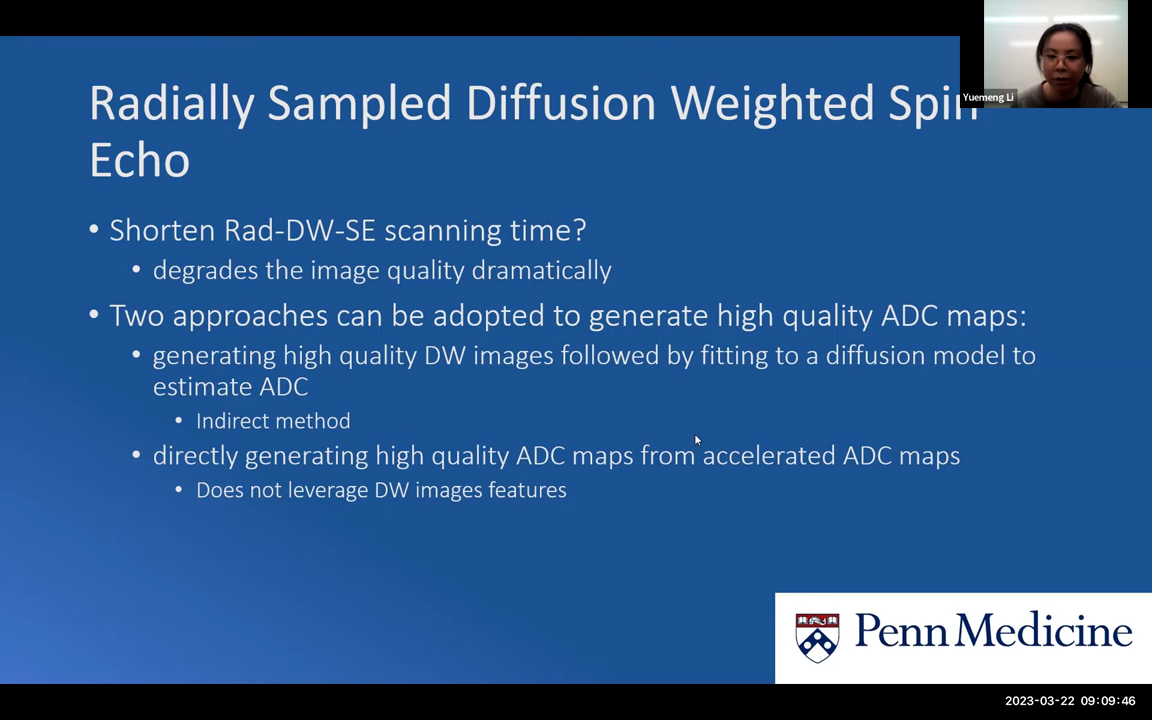 Radially Sampled Diffusion Weighted Spin
Echo
Yuemeng Li
• Shorten Rad-DW-SE scanning time?
• degrades the image quality dramatically
• Two approaches can be adopted to generate high quality ADC maps:
• generating high quality DW images followed by fitting to a diffusion model to
estimate ADC
• Indirect method
• directly generating high quality ADC maps from accelerated ADC maps
• Does not leverage DW images features
Penn Medicine
2023-03-22 09:09:46